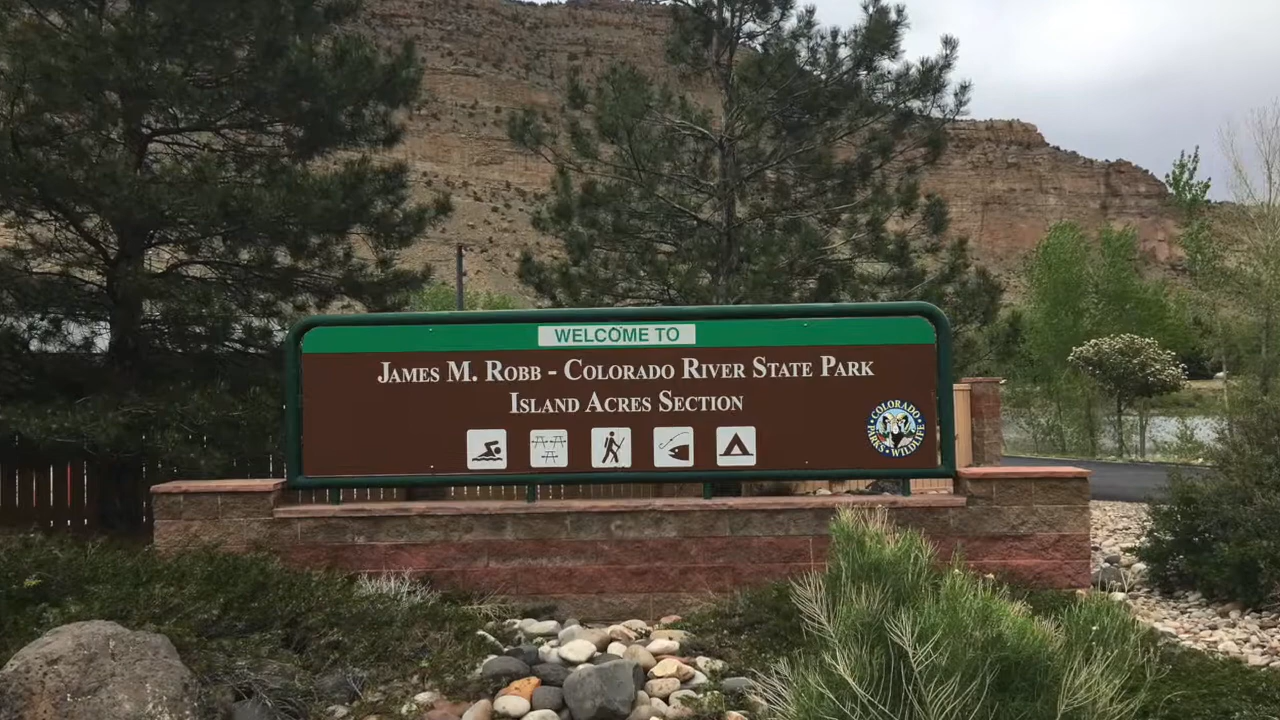 WELCOME TO
JAMES M. ROBB - COLORADO RIVER STATE PARK
ISLAND ACRES SECTION
COLORADO
PARKS & WILDLIFE